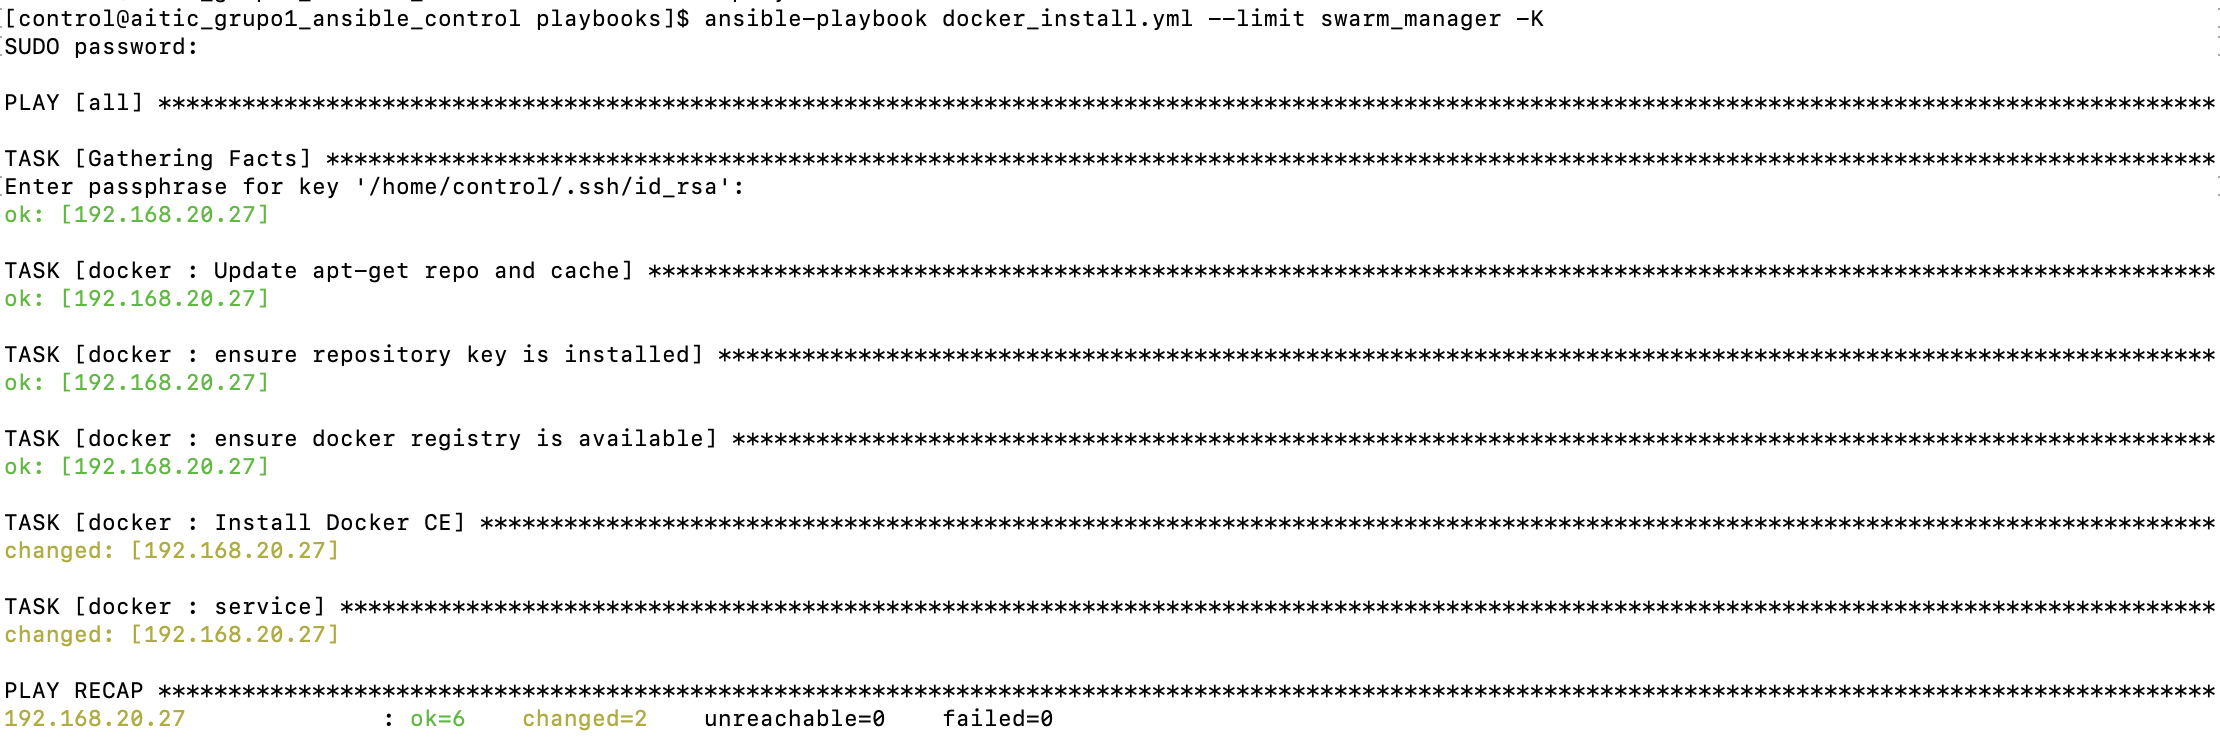 [control@aitic_grupo1_ansible_control playbooks]$ ansible-playbook docker_install.yml --limit swarm_manager -K
SUDO password:
PLAY [all] ***************************************************************************************************************************************************
TASK [Gathering Facts] ***************************************************************************************************************************************
Enter passphrase for key '/home/control/.ssh/id_rsa':
ok: [192.168.20.27]
TASK [docker : Update apt-get repo and cache] ****************************************************************************************************************
ok: [192.168.20.27]
TASK [docker : ensure repository key is installed] ***********************************************************************************************************
ok: [192.168.20.27]
TASK [docker : ensure docker registry is available] **********************************************************************************************************
ok: [192.168.20.27]
TASK [docker : Install Docker CE] ****************************************************************************************************************************
changed: [192.168.20.27]
TASK [docker : service] **************************************************************************************************************************************
changed: [192.168.20.27]
PLAY RECAP ***************************************************************************************************************************************************
192.168.20.27              : ok=6    changed=2    unreachable=0    failed=0